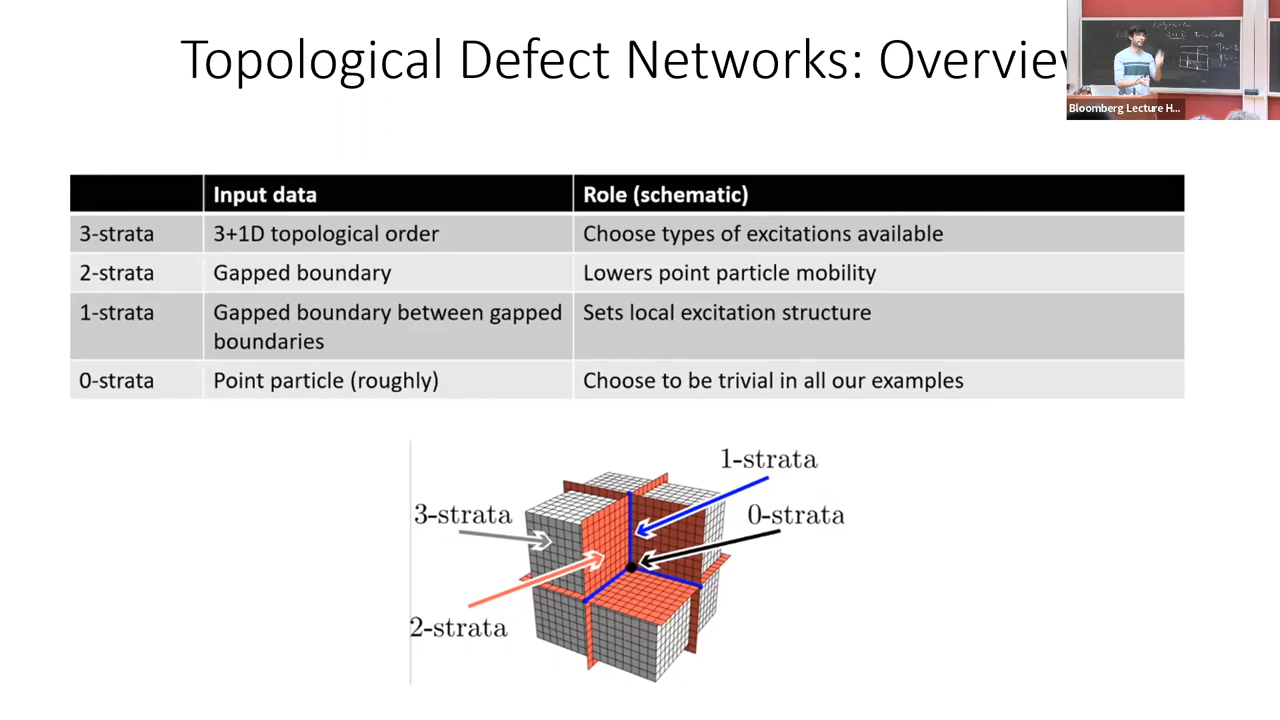 Topological Defect Networks: Overview
Bloomberg Lecture H...
Input data Role (schematic)
3-strata 3+1D topological order Choose types of excitations available
2-strata Gapped boundary Lowers point particle mobility
1-strata Gapped boundary between gapped Sets local excitation structure
boundaries
0-strata Point particle (roughly) Choose to be trivial in all our examples
1-strata
3-strata
0-strata
2-strata